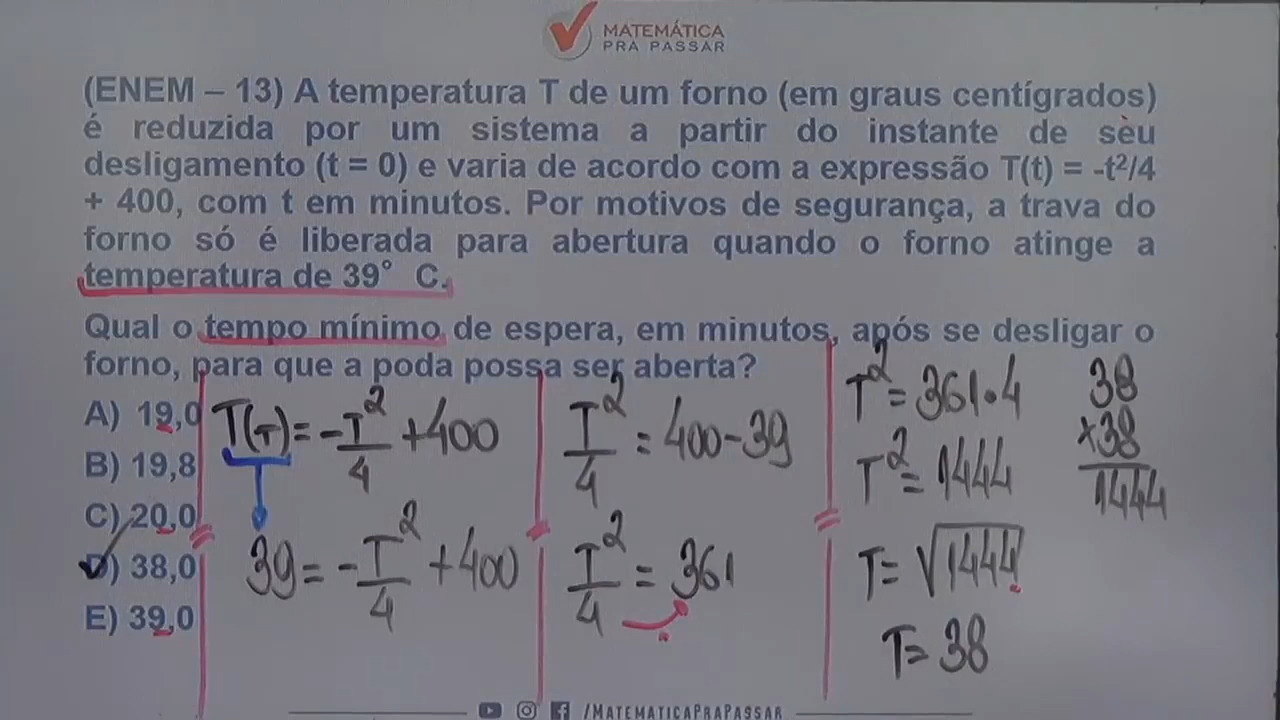 MATEMÁTICA
PRA PASSAR
(ENEM – 13) A temperatura T de um forno (em graus centígrados)
é reduzida por um sistema a partir do instante de seu
desligamento (t = 0) e varia de acordo com a expressão T(t) = -t²/4
+ 400, com t em minutos. Por motivos de segurança, a trava do
forno só é liberada para abertura quando o forno atinge a
temperatura de 39° C.
Qual o tempo mínimo de espera, em minutos, após se desligar o
forno, para que a poda possa ser aberta?
A) 19,0
B) 19,8
C) 20,0
D) 38,0
E) 39,0
T(T) = -T²/4 + 400
39 = -T²/4 + 400
T²/4 = 400 - 39
T²/4 = 361
T² = 361.4
T² = 1444
T = √1444
T = 38
38
x38
1444
/MATEMATICAPRAPASSAR